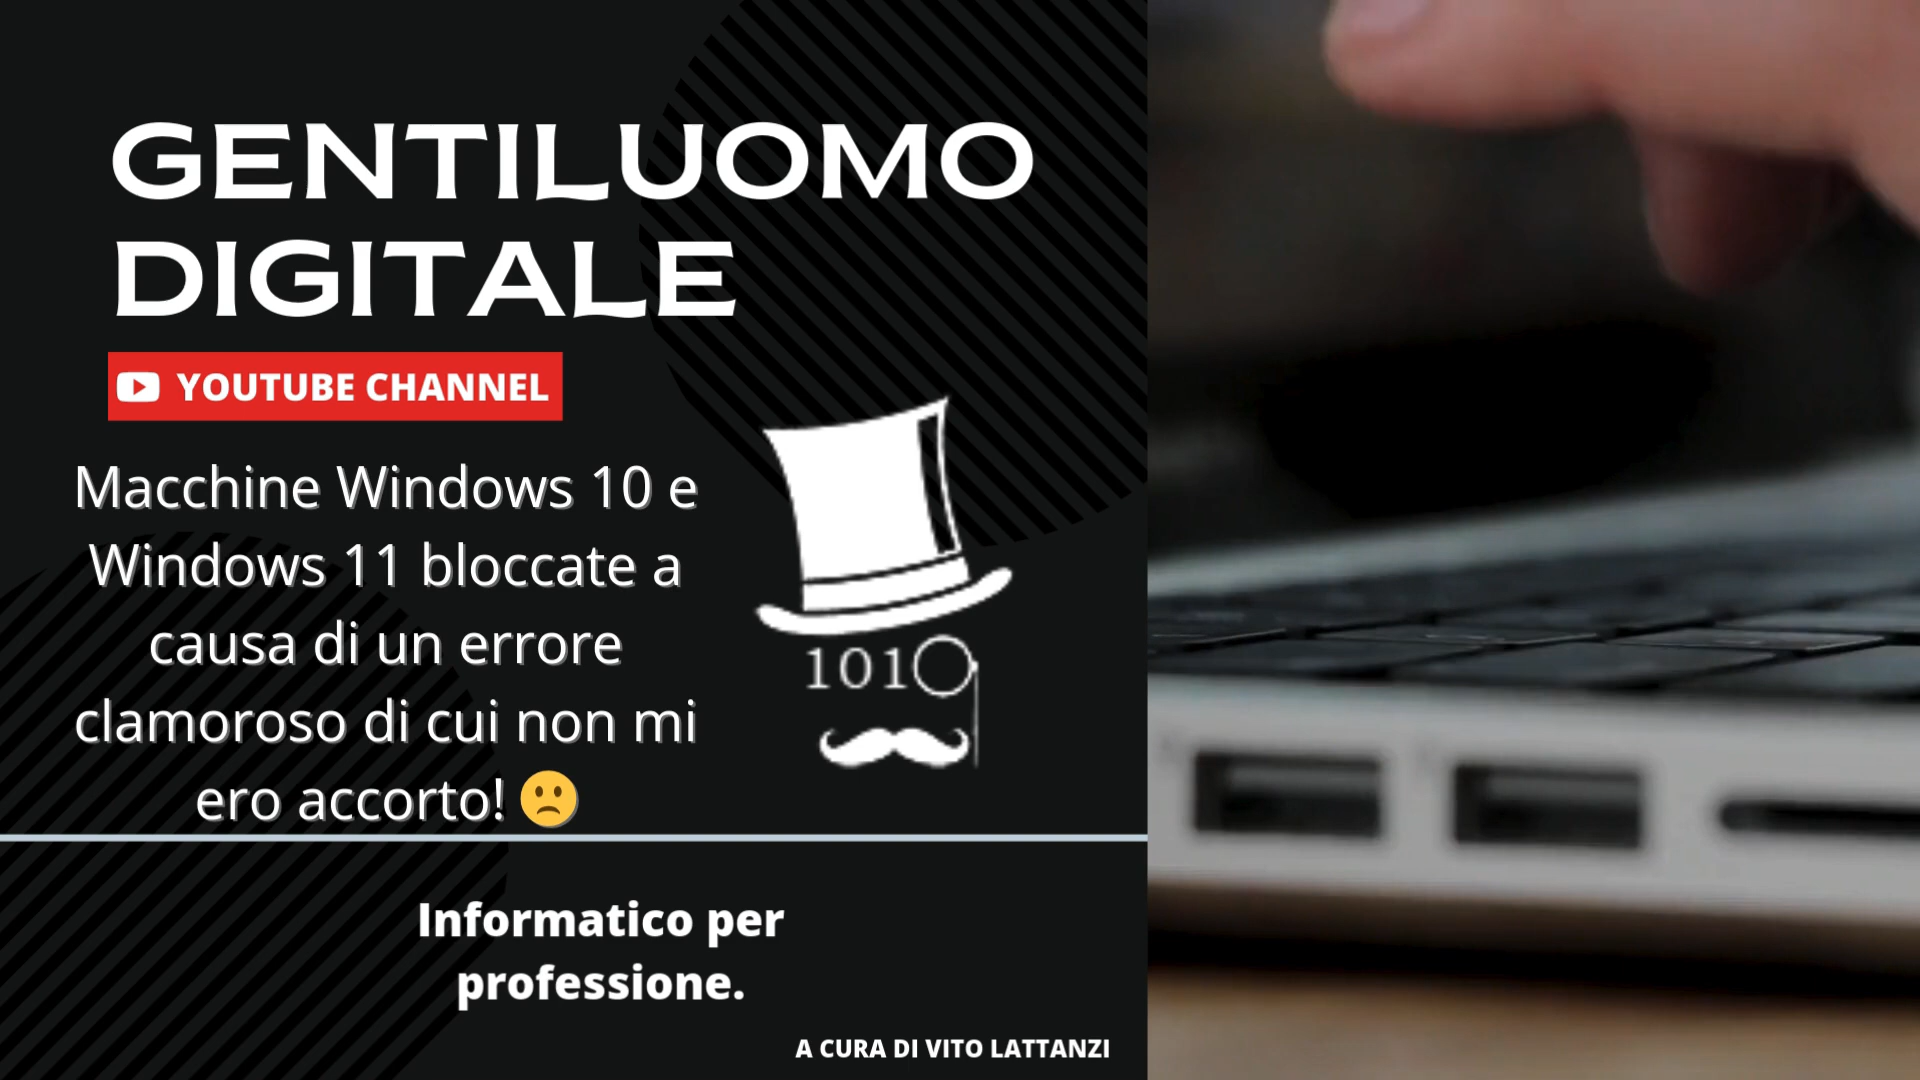 GENTILUOMO
DIGITALE
YOUTUBE CHANNEL
Macchine Windows 10 e
Windows 11 bloccate a
causa di un errore
clamoroso di cui non mi
ero accorto! 🙁
1010
Informatico per
professione.
A CURA DI VITO LATTANZI